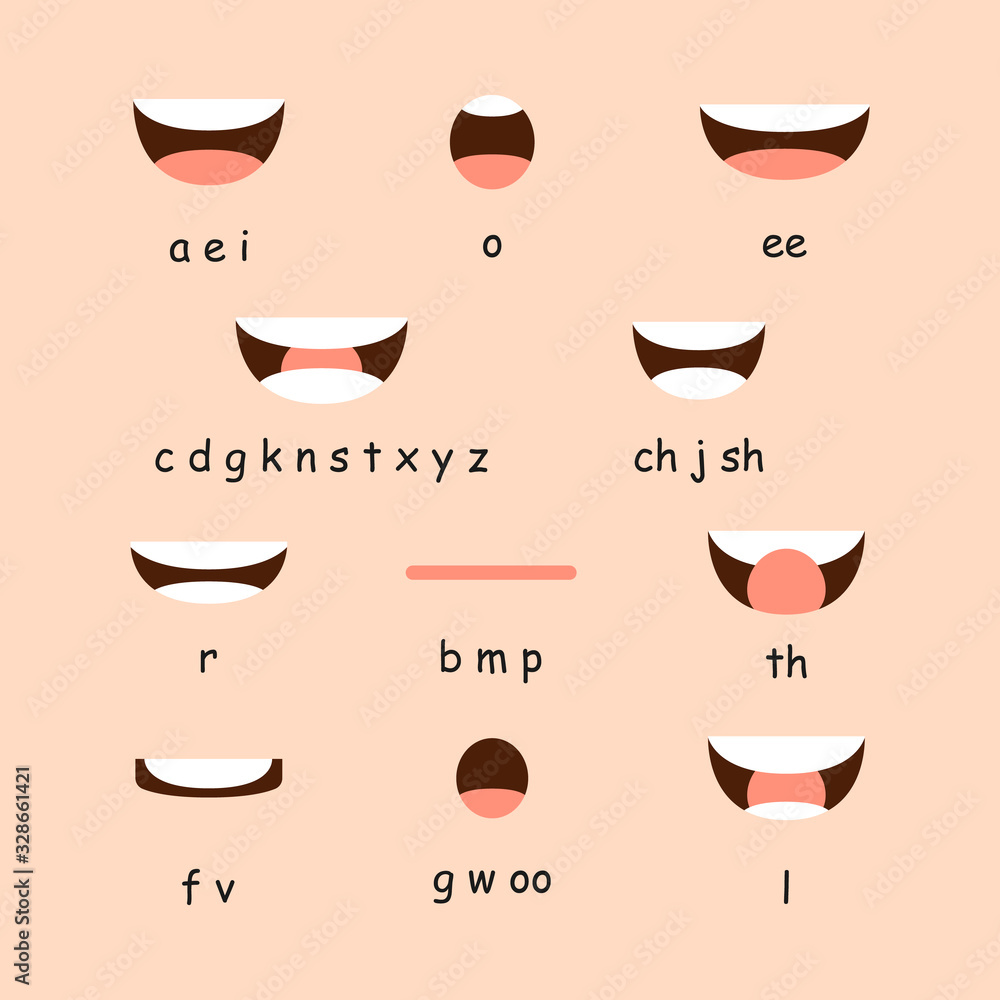 a e i
o
ee
c d g k n s t x y z
ch j sh
r
b m p
th
f v
g w oo
l
Adobe Stock | #328661421